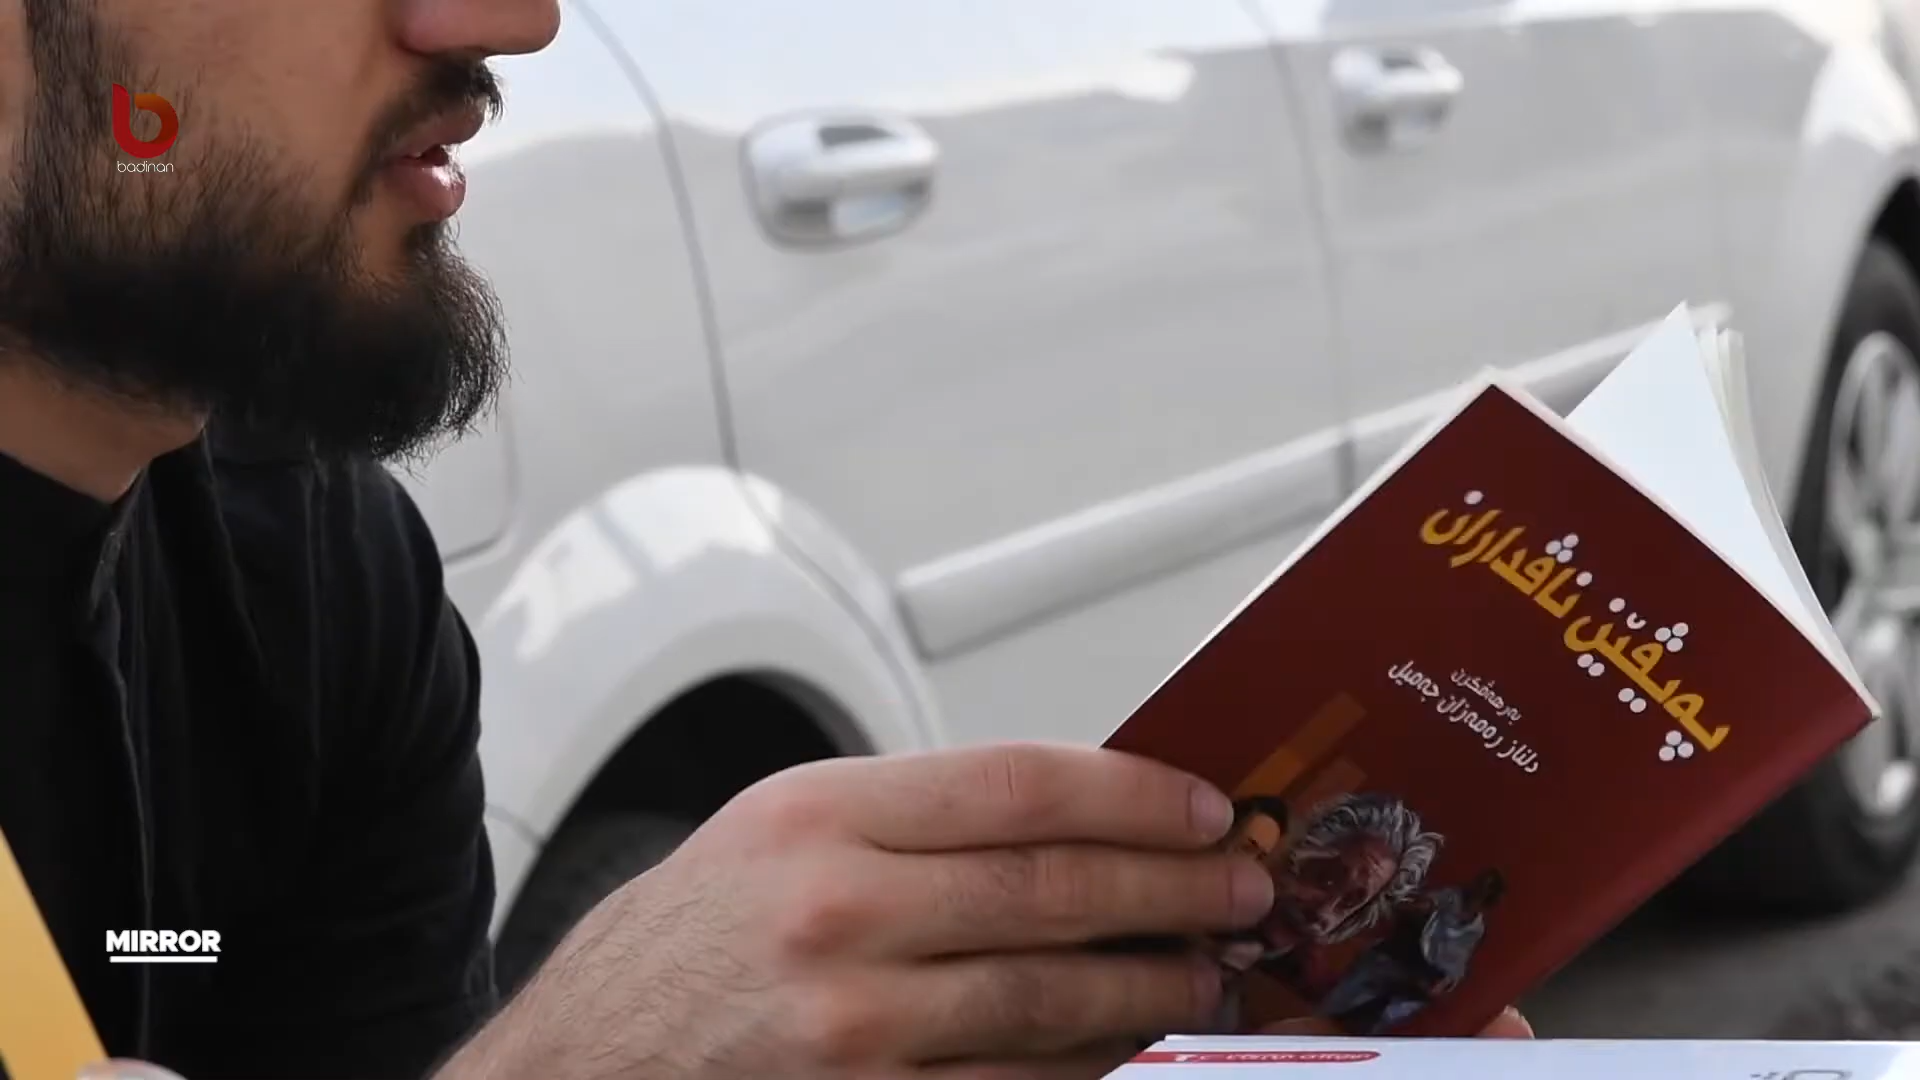 badinan
پەیڤێن ناڤداران
بەرهەڤکرن
دلناز رەمەزان جەمیل
MIRROR